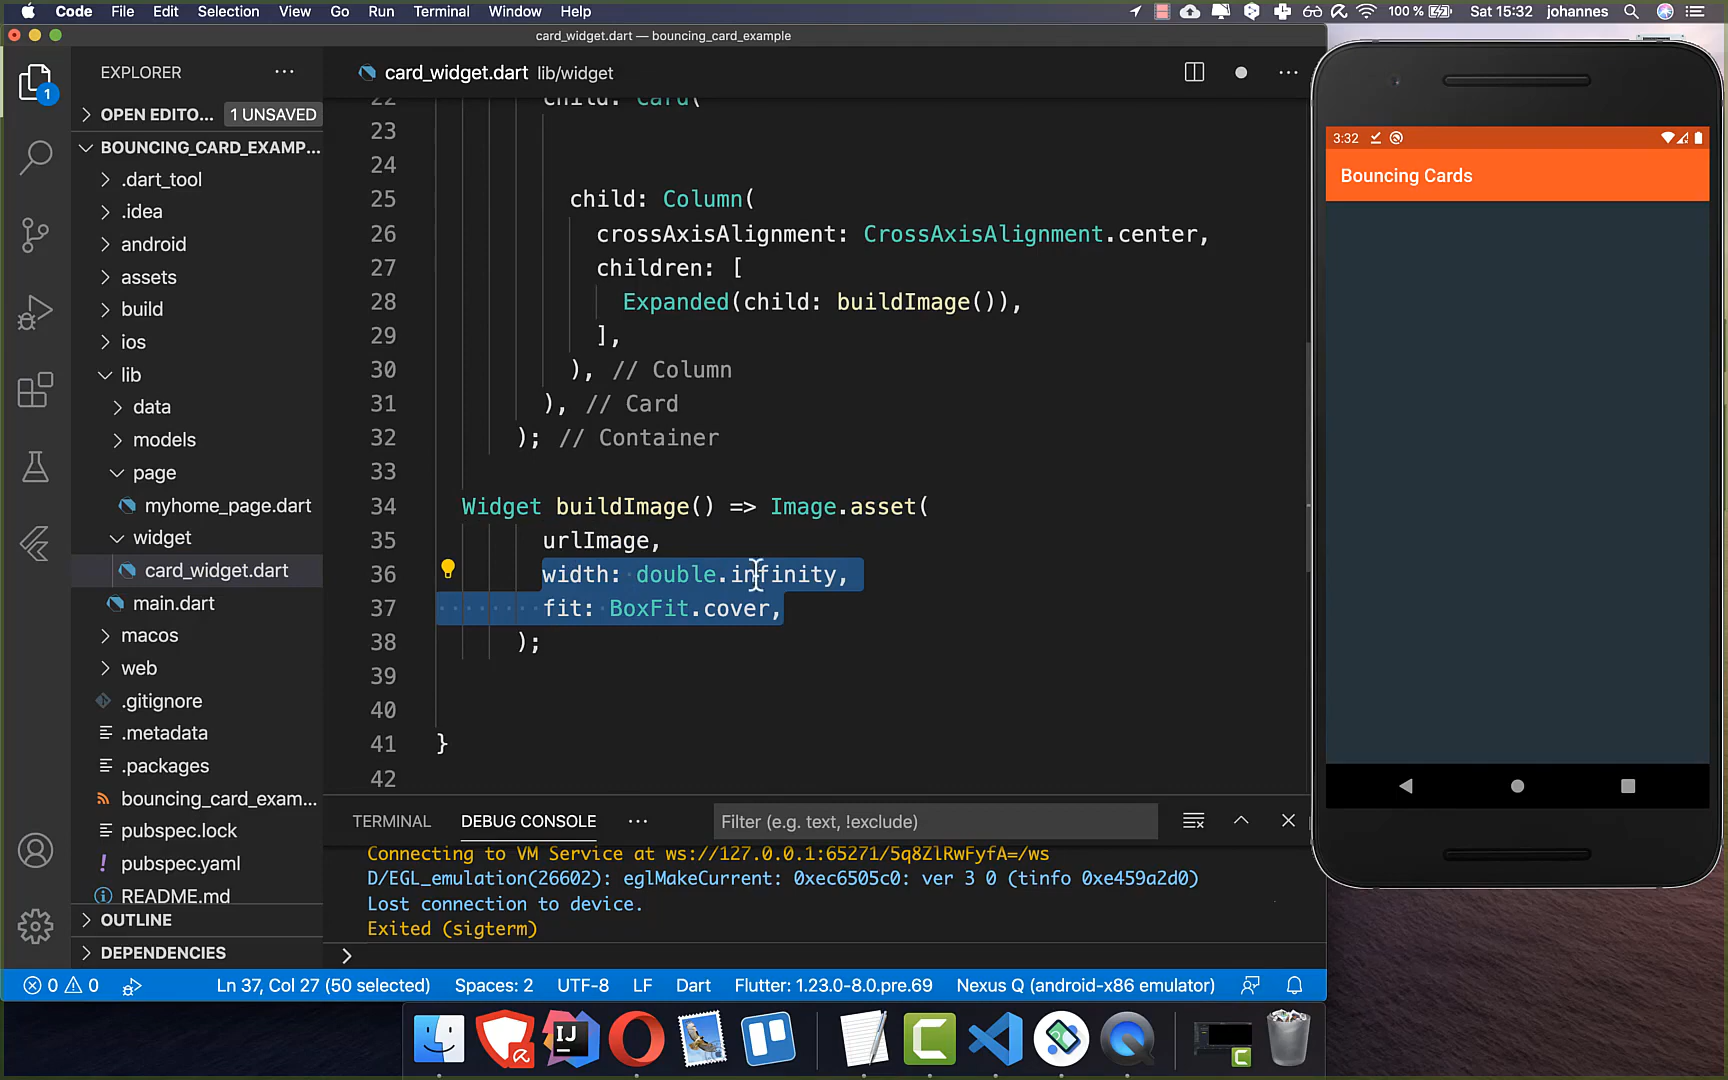 Code File Edit Selection View Go Run Terminal Window Help 100 % Sat 15:32 johannes
card_widget.dart — bouncing_card_example
EXPLORER
card_widget.dart lib/widget
OPEN EDITO... 1 UNSAVED
BOUNCING_CARD_EXAMP...
.dart_tool
.idea
android
assets
build
ios
lib
data
models
page
myhome_page.dart
widget
card_widget.dart
main.dart
macos
web
.gitignore
.metadata
.packages
bouncing_card_exam...
pubspec.lock
pubspec.yaml
README.md
OUTLINE
DEPENDENCIES
1
22 child: Card(
23
24
25 child: Column(
26 crossAxisAlignment: CrossAxisAlignment.center,
27 children: [
28 Expanded(child: buildImage()),
29 ],
30 ), // Column
31 ), // Card
32 ); // Container
33
34 Widget buildImage() => Image.asset(
35 urlImage,
36 width: double.infinity,
37 fit: BoxFit.cover,
38 );
39
40
41 }
42
TERMINAL DEBUG CONSOLE Filter (e.g. text, !exclude)
Connecting to VM Service at ws://127.0.0.1:65271/5q8ZlRwFyfA=/ws
D/EGL_emulation(26602): eglMakeCurrent: 0xec6505c0: ver 3 0 (tinfo 0xe459a2d0)
Lost connection to device.
Exited (sigterm)
0 0 Ln 37, Col 27 (50 selected) Spaces: 2 UTF-8 LF Dart Flutter: 1.23.0-8.0.pre.69 Nexus Q (android-x86 emulator)
3:32
Bouncing Cards
IJ